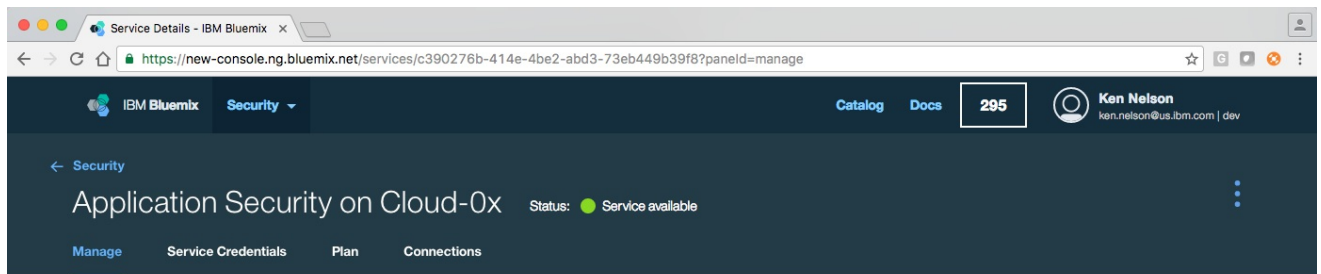 Service Details - IBM Bluemix
https://new-console.ng.bluemix.net/services/c390276b-414e-4be2-abd3-73eb449b39f8?paneId=manage
IBM Bluemix Security Catalog Docs 295 Ken Nelson
ken.nelson@us.ibm.com | dev
← Security
Application Security on Cloud-0x Status: Service available
Manage Service Credentials Plan Connections